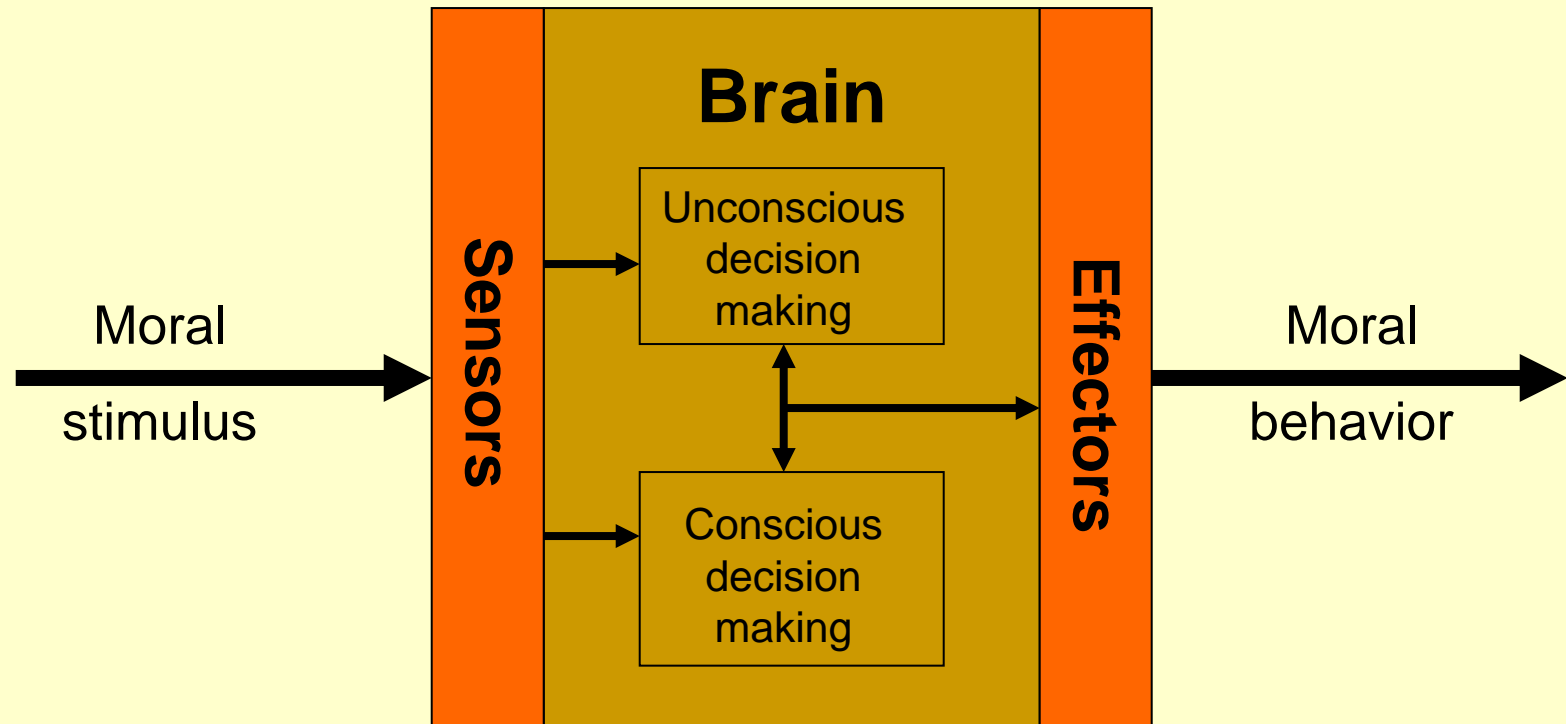 Brain
Unconscious
decision
making
Sensors
Effectors
Moral
stimulus
Moral
behavior
Conscious
decision
making